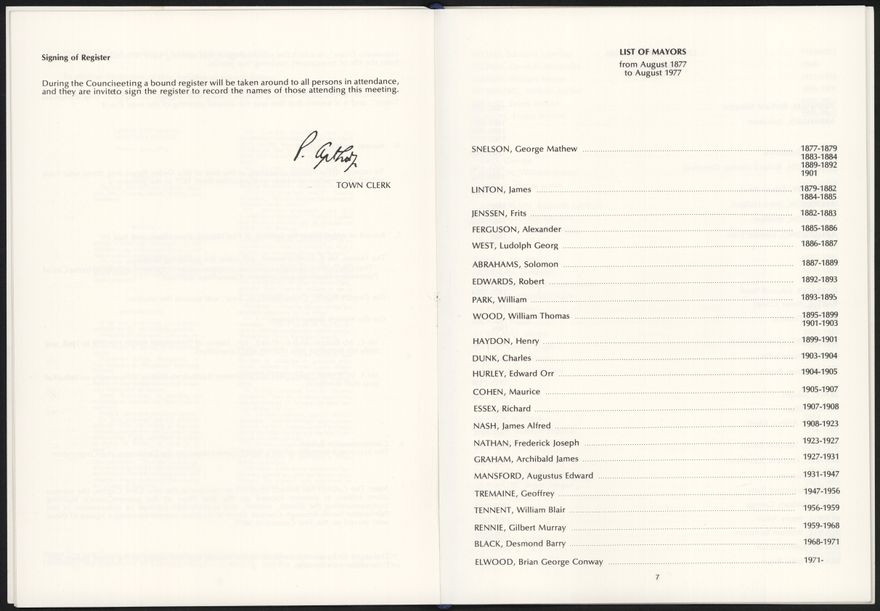 Signing of Register
During the Counciɛeting a bound register will be taken around to all persons in attendance,
and they are inviteto sign the register to record the names of those attending this meeting.
P.
TOWN CLERK
LIST OF MAYORS
from August 1877
to August 1977
SNELSON, George Mathew 1877-1879
1883-1884
1889-1892
1901
LINTON, James 1879-1882
1884-1885
JENSSEN, Frits 1882-1883
FERGUSON, Alexander 1885-1886
WEST, Ludolph Georg 1886-1887
ABRAHAMS, Solomon 1887-1889
EDWARDS, Robert 1892-1893
PARK, William 1893-1895
WOOD, William Thomas 1895-1899
1901-1903
HAYDON, Henry 1899-1901
DUNK, Charles 1903-1904
HURLEY, Edward Orr 1904-1905
COHEN, Maurice 1905-1907
ESSEX, Richard 1907-1908
NASH, James Alfred 1908-1923
NATHAN, Frederick Joseph 1923-1927
GRAHAM, Archibald James 1927-1931
MANSFORD, Augustus Edward 1931-1947
TREMAINE, Geoffrey 1947-1956
TENNENT, William Blair 1956-1959
RENNIE, Gilbert Murray 1959-1968
BLACK, Desmond Barry 1968-1971
ELWOOD, Brian George Conway 1971-
7